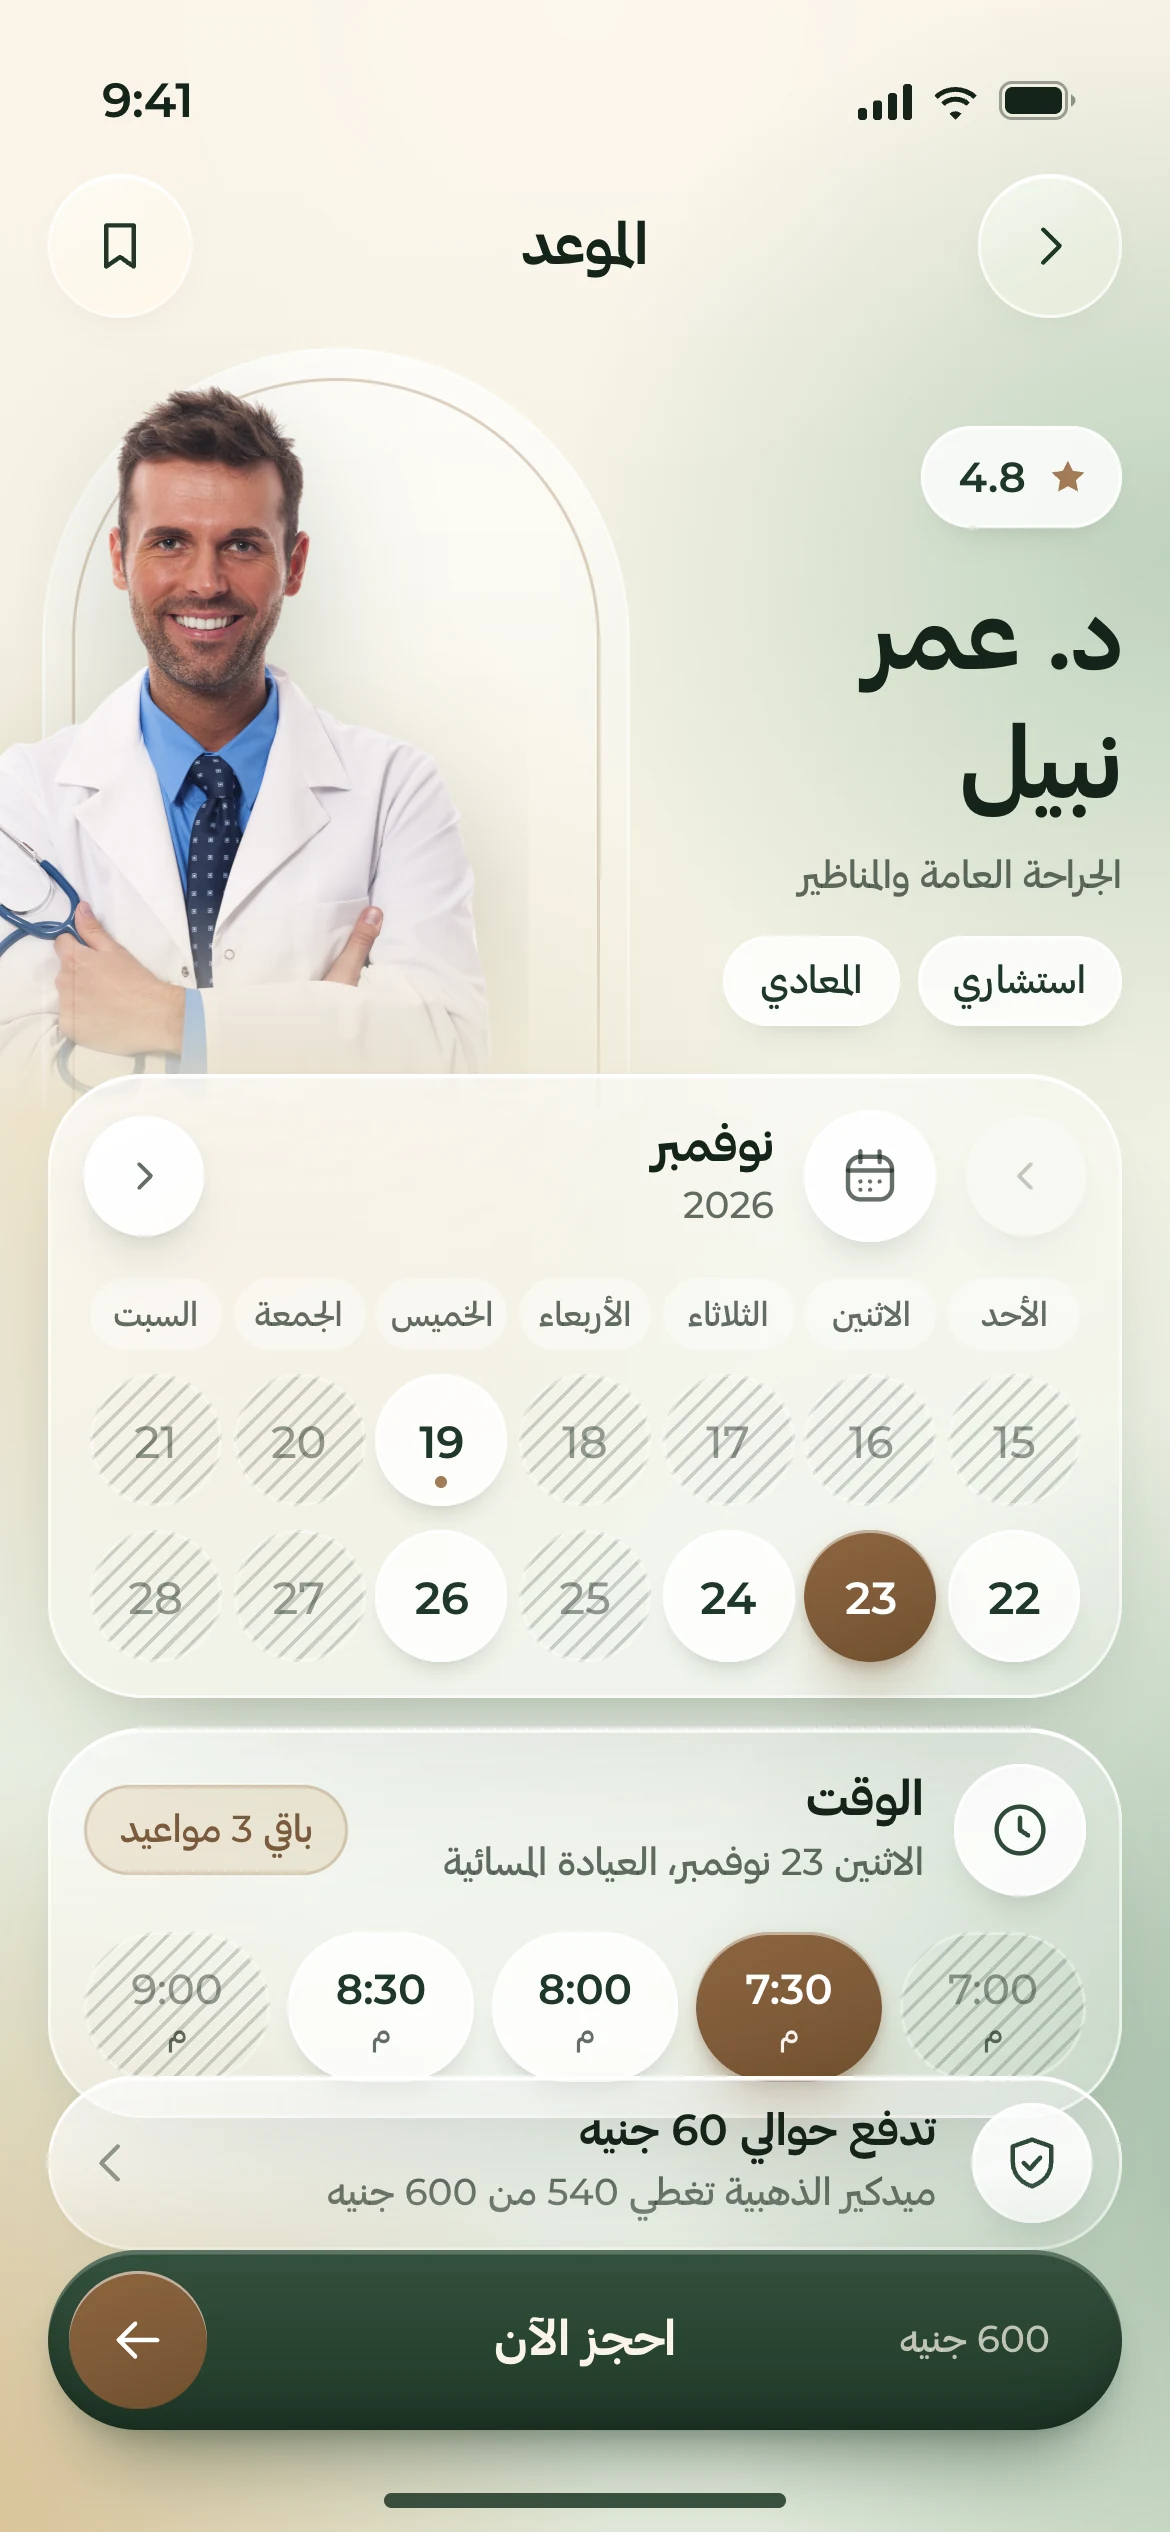 9:41
الموعد
4.8
د. عمر
نبيل
الجراحة العامة والمناظير
استشاري
المعادي
نوفمبر
2026
الأحد الاثنين الثلاثاء الأربعاء الخميس الجمعة السبت
15 16 17 18 19 20 21
22 23 24 25 26 27 28
الوقت
الاثنين 23 نوفمبر، العيادة المسائية
باقي 3 مواعيد
7:00 7:30 8:00 8:30 9:00
م م م م م
تدفع حوالي 60 جنيه
ميدكير الذهبية تغطي 540 من 600 جنيه
600 جنيه
احجز الآن